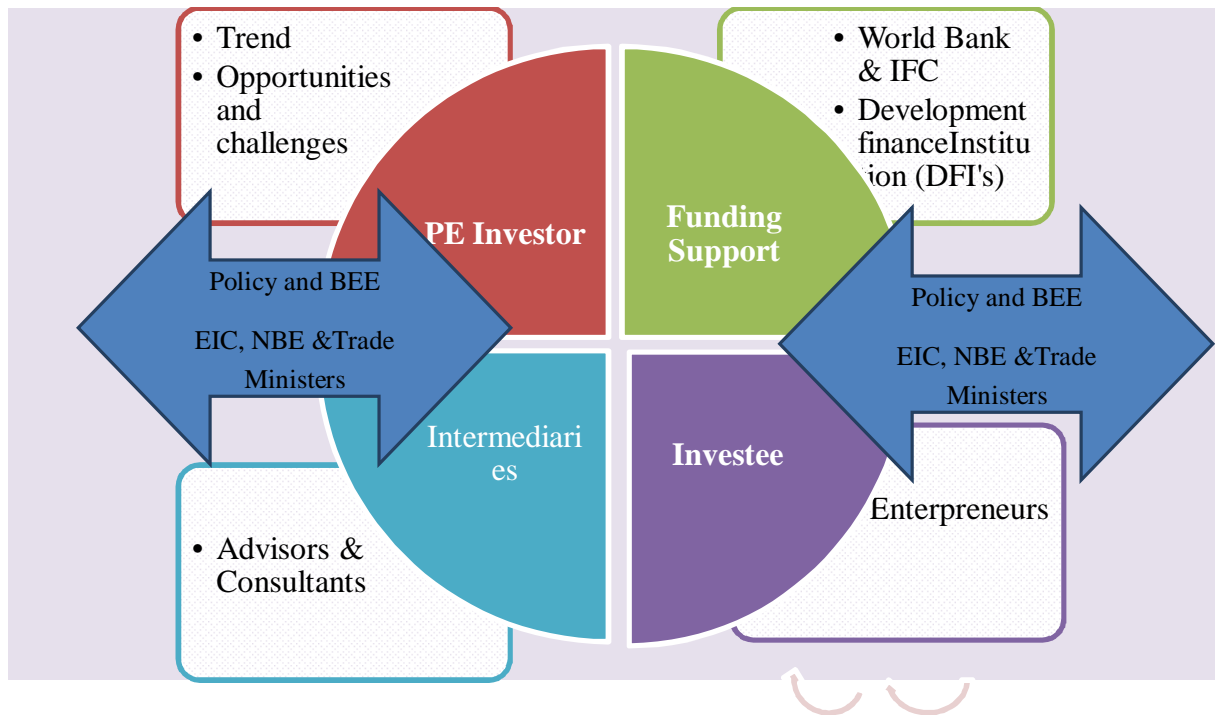 • Trend
• Opportunities
and
challenges
• World Bank
& IFC
• Development
financeInstitu
tion (DFI's)
PE Investor
Funding
Support
Policy and BEE
EIC, NBE &Trade
Ministers
Policy and BEE
EIC, NBE &Trade
Ministers
Intermediari
es
Investee
• Advisors &
Consultants
Enterpreneurs